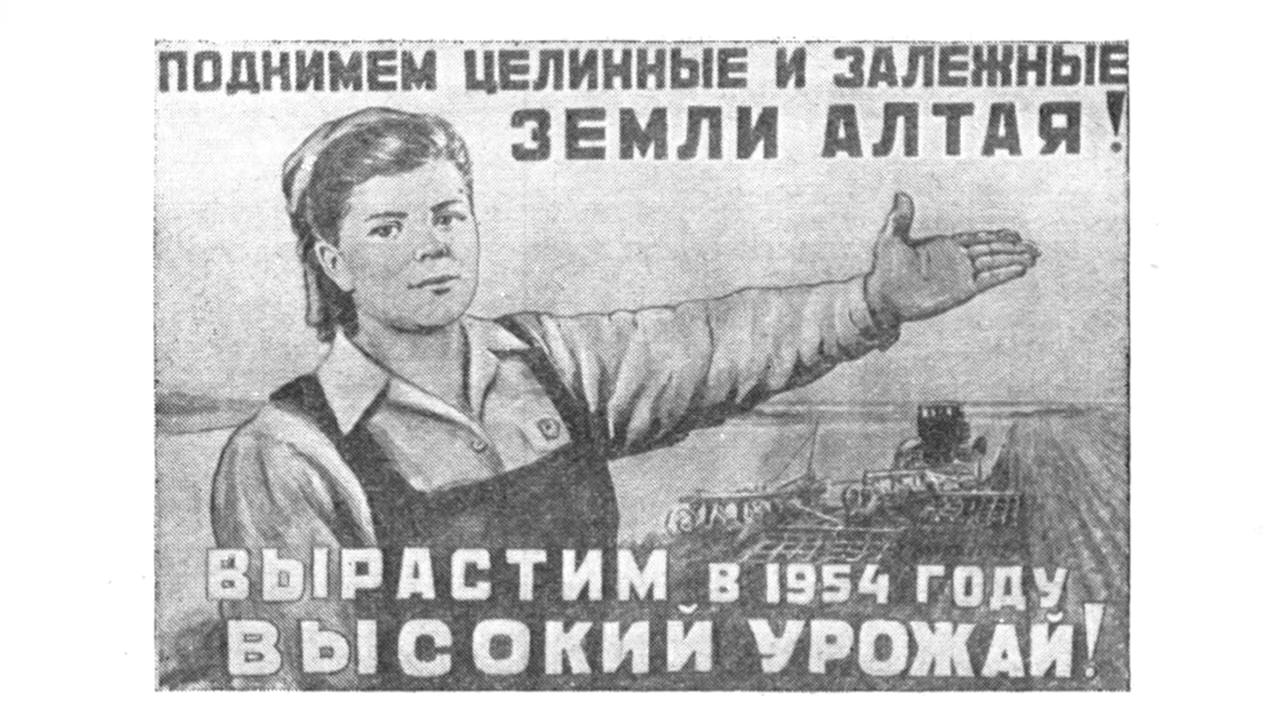 ПОДНИМЕМ ЦЕЛИННЫЕ И ЗАЛЕЖНЫЕ
ЗЕМЛИ АЛТАЯ!
ВЫРАСТИМ В 1954 ГОДУ
ВЫСОКИЙ УРОЖАЙ!